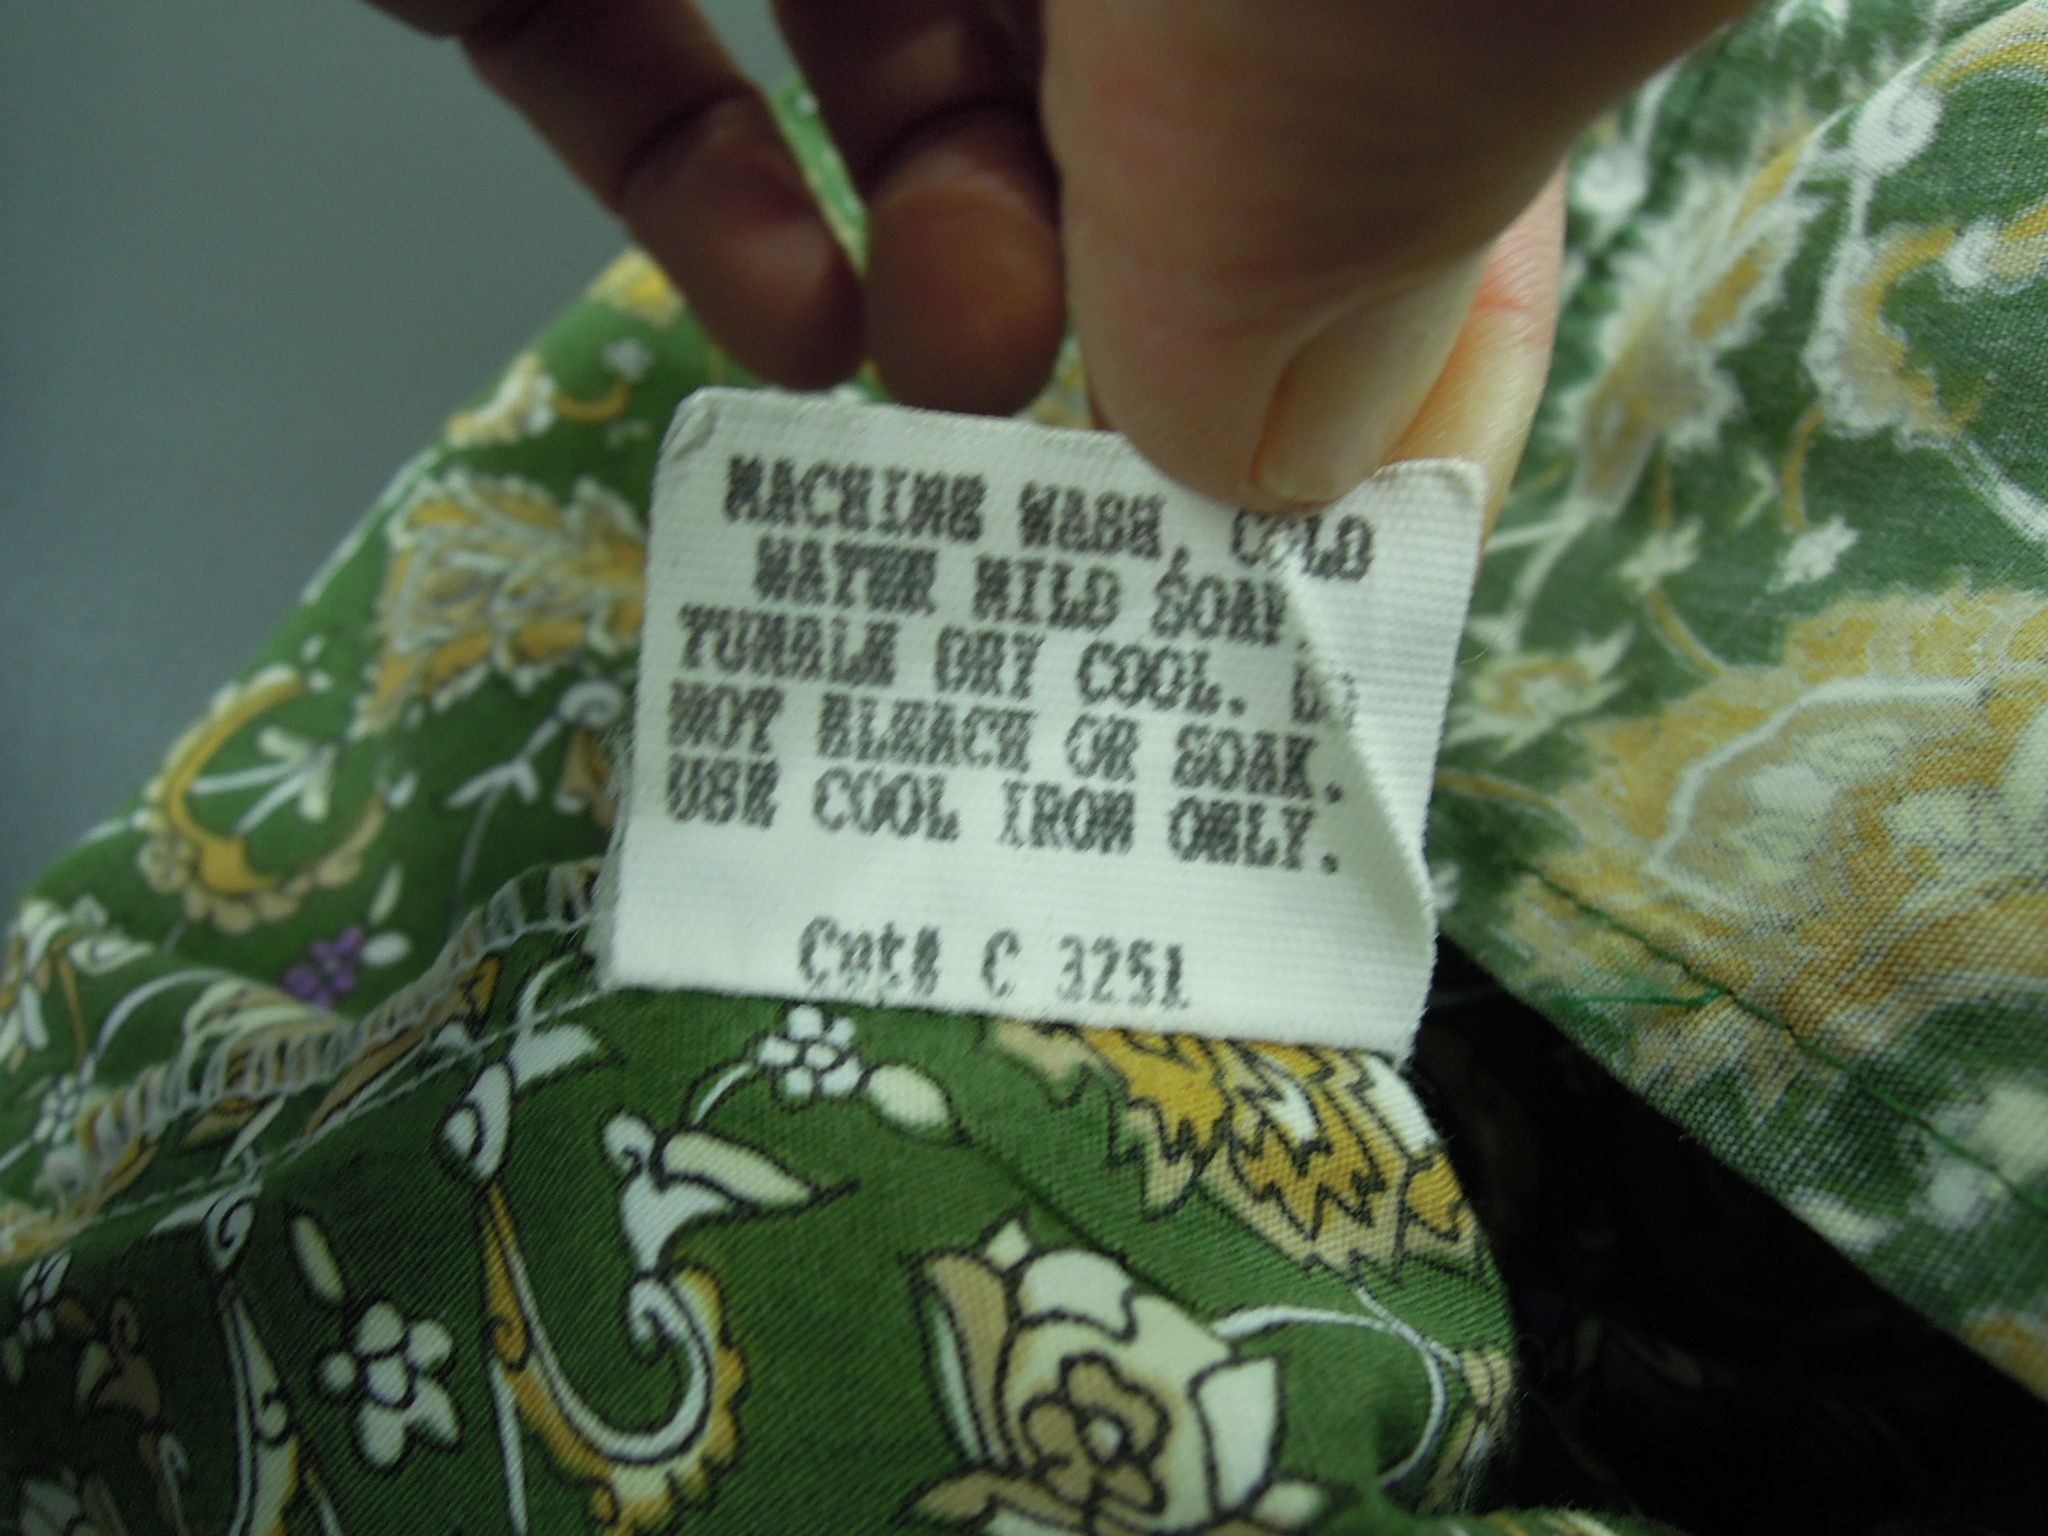 MACHINE WASH, COLD
WATER MILD SOAP
TUMBLE DRY COOL. DO
NOT BLEACH OR SOAK.
USE COOL IRON ONLY.
C 3251